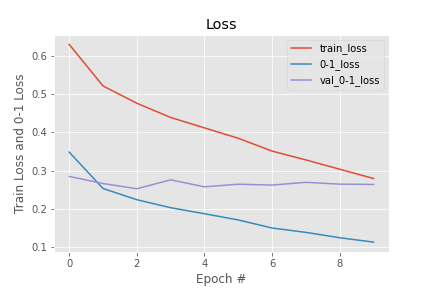 Loss
train_loss
0-1_loss
val_0-1_loss
Train Loss and 0-1 Loss
0.6
0.5
0.4
0.3
0.2
0.1
0 2 4 6 8
Epoch #